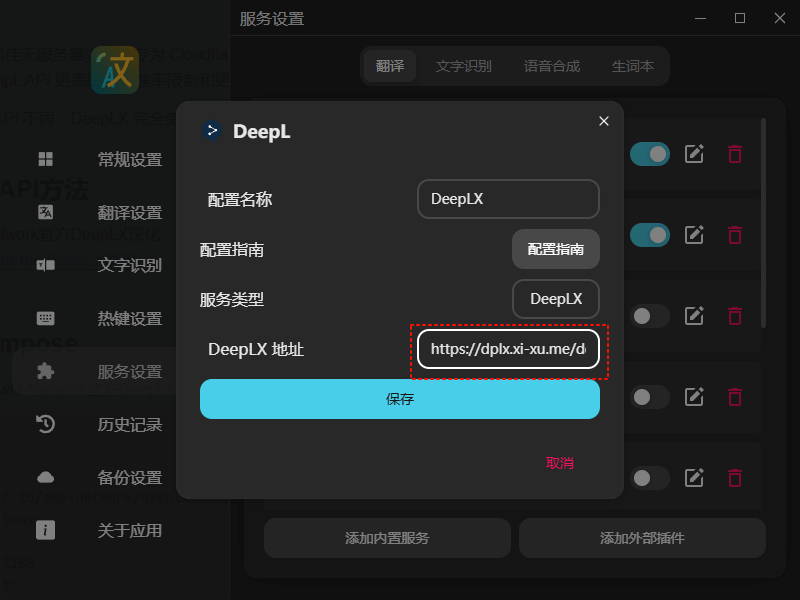 服务设置
翻译
文字识别
语音合成
生词本
常规设置
翻译设置
文字识别
热键设置
服务设置
历史记录
备份设置
关于应用
DeepL
配置名称
DeepLX
配置指南
配置指南
服务类型
DeepLX
DeepLX 地址
https://dplx.xi-xu.me/d
保存
取消
添加内置服务
添加外部插件